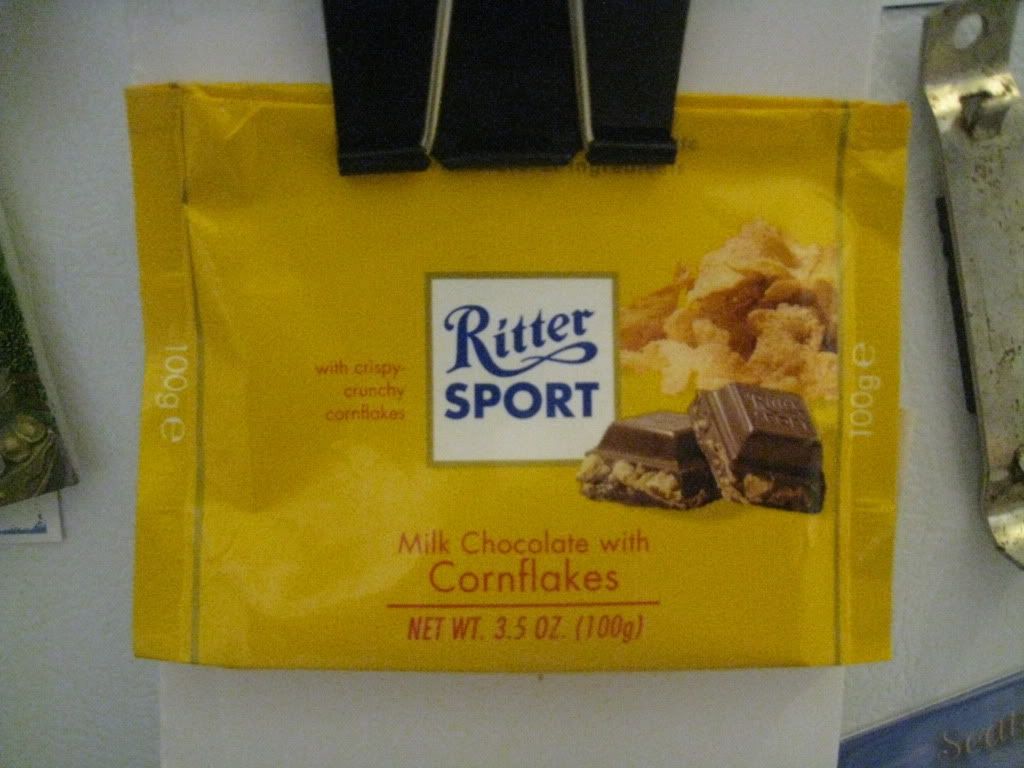 Ritter
SPORT
with crispy-
crunchy
cornflakes
100g e
100g e
Milk Chocolate with
Cornflakes
NET WT. 3.5 OZ. (100g)